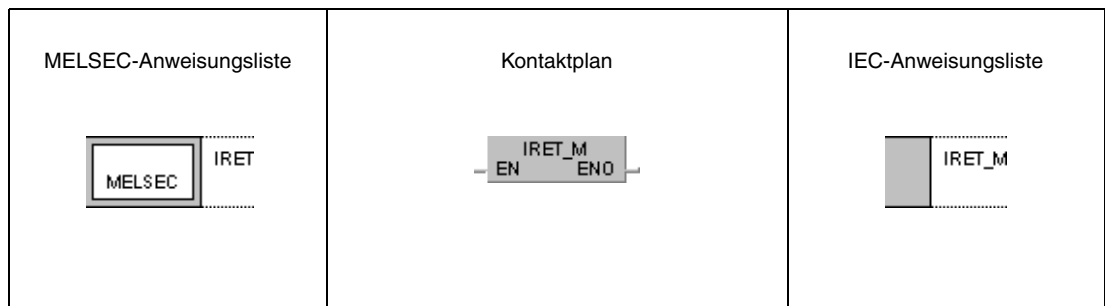 MELSEC-Anweisungsliste
MELSEC
IRET
Kontaktplan
IRET_M
EN ENO
IEC-Anweisungsliste
IRET_M